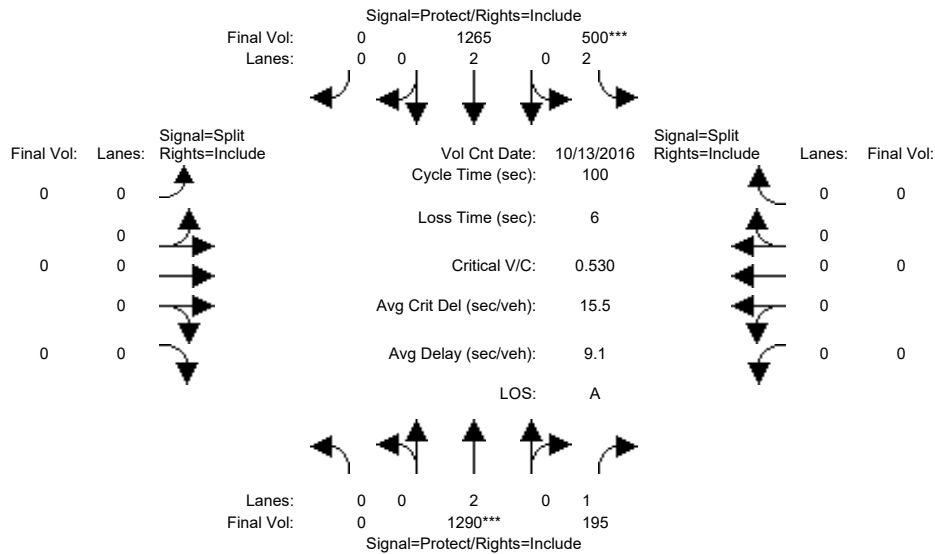 Signal=Protect/Rights=Include
Final Vol: 0 1265 500***
Lanes: 0 0 2 0 2
Signal=Split
Final Vol: Lanes: Rights=Include
Vol Cnt Date: 10/13/2016
Signal=Split
Rights=Include Lanes: Final Vol:
Cycle Time (sec): 100
0 0
0 0
Loss Time (sec): 6
0
0
0 0
Critical V/C: 0.530
0 0
0
Avg Crit Del (sec/veh): 15.5
0
0 0
Avg Delay (sec/veh): 9.1
0 0
LOS: A
Lanes: 0 0 2 0 1
Final Vol: 0 1290*** 195
Signal=Protect/Rights=Include